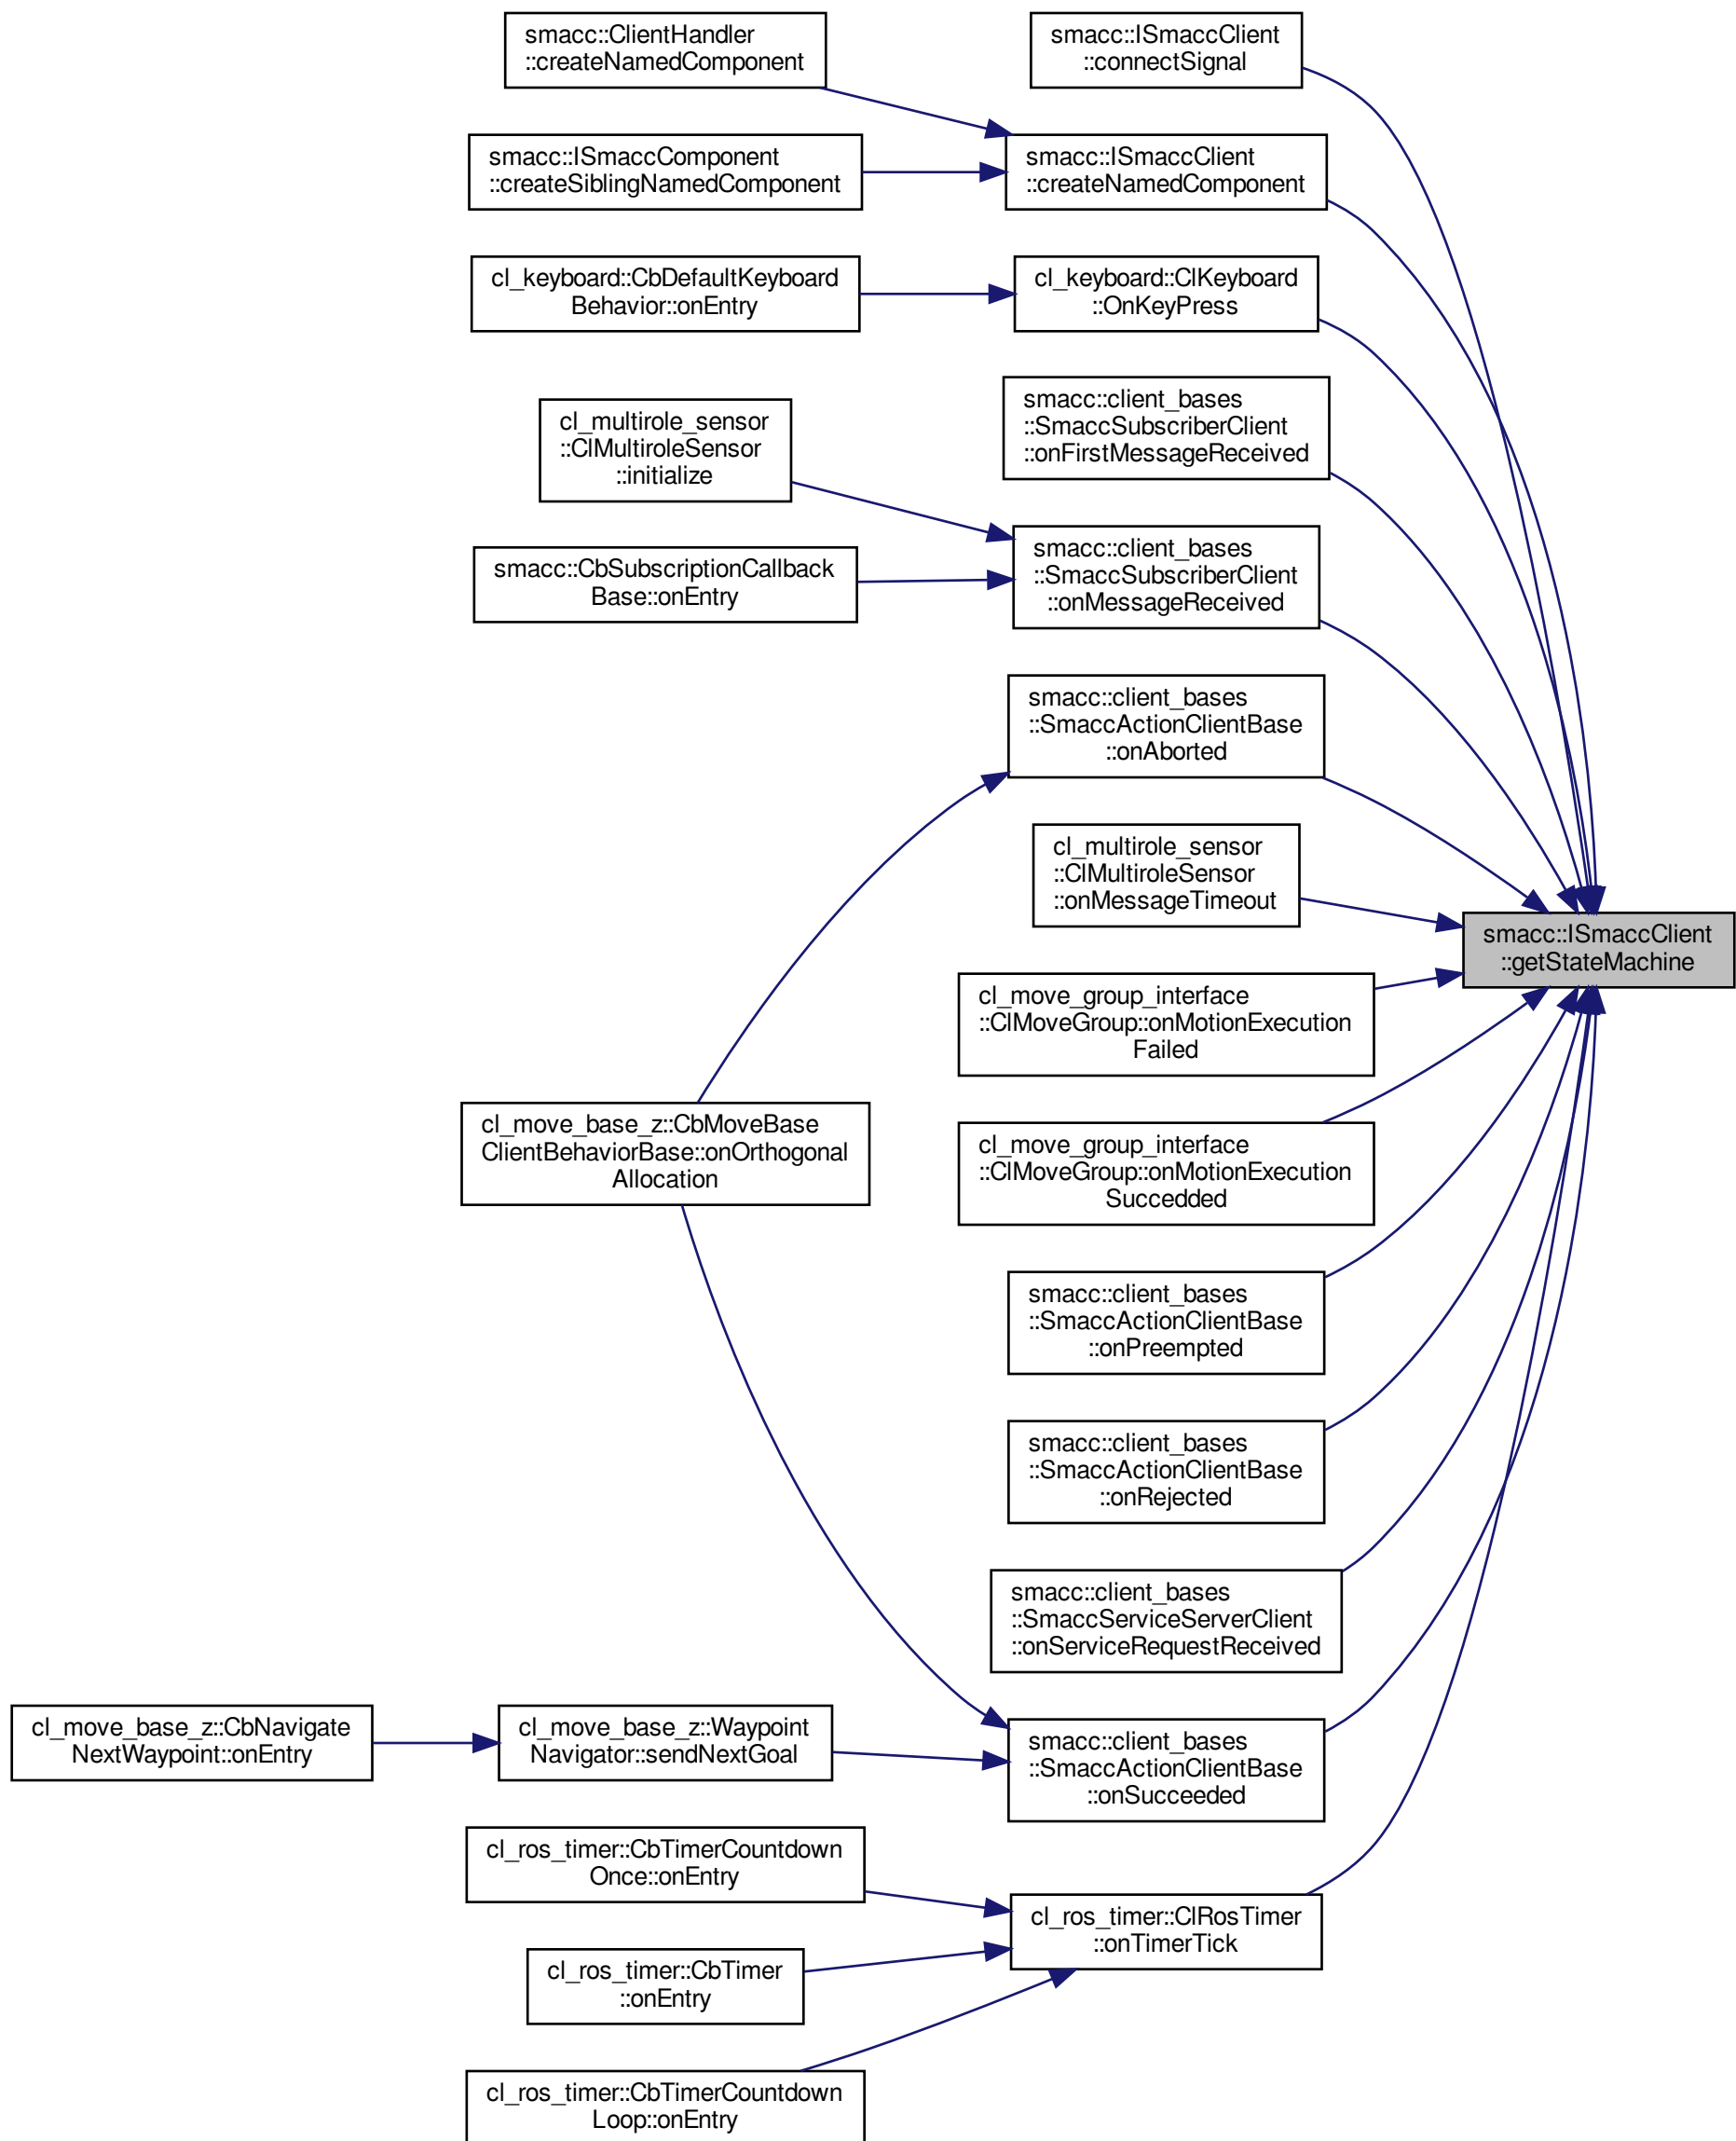 smacc::ClientHandler
::createNamedComponent
smacc::ISmaccClient
::connectSignal
smacc::ISmaccComponent
::createSiblingNamedComponent
smacc::ISmaccClient
::createNamedComponent
cl_keyboard::CbDefaultKeyboard
Behavior::onEntry
cl_keyboard::ClKeyboard
::OnKeyPress
smacc::client_bases
::SmaccSubscriberClient
::onFirstMessageReceived
cl_multirole_sensor
::ClMultiroleSensor
::initialize
smacc::CbSubscriptionCallback
Base::onEntry
smacc::client_bases
::SmaccSubscriberClient
::onMessageReceived
smacc::client_bases
::SmaccActionClientBase
::onAborted
cl_multirole_sensor
::ClMultiroleSensor
::onMessageTimeout
smacc::ISmaccClient
::getStateMachine
cl_move_group_interface
::ClMoveGroup::onMotionExecution
Failed
cl_move_base_z::CbMoveBase
ClientBehaviorBase::onOrthogonal
Allocation
cl_move_group_interface
::ClMoveGroup::onMotionExecution
Succedded
smacc::client_bases
::SmaccActionClientBase
::onPreempted
smacc::client_bases
::SmaccActionClientBase
::onRejected
smacc::client_bases
::SmaccServiceServerClient
::onServiceRequestReceived
cl_move_base_z::CbNavigate
NextWaypoint::onEntry
cl_move_base_z::Waypoint
Navigator::sendNextGoal
smacc::client_bases
::SmaccActionClientBase
::onSucceeded
cl_ros_timer::CbTimerCountdown
Once::onEntry
cl_ros_timer::ClRosTimer
::onTimerTick
cl_ros_timer::CbTimer
::onEntry
cl_ros_timer::CbTimerCountdown
Loop::onEntry